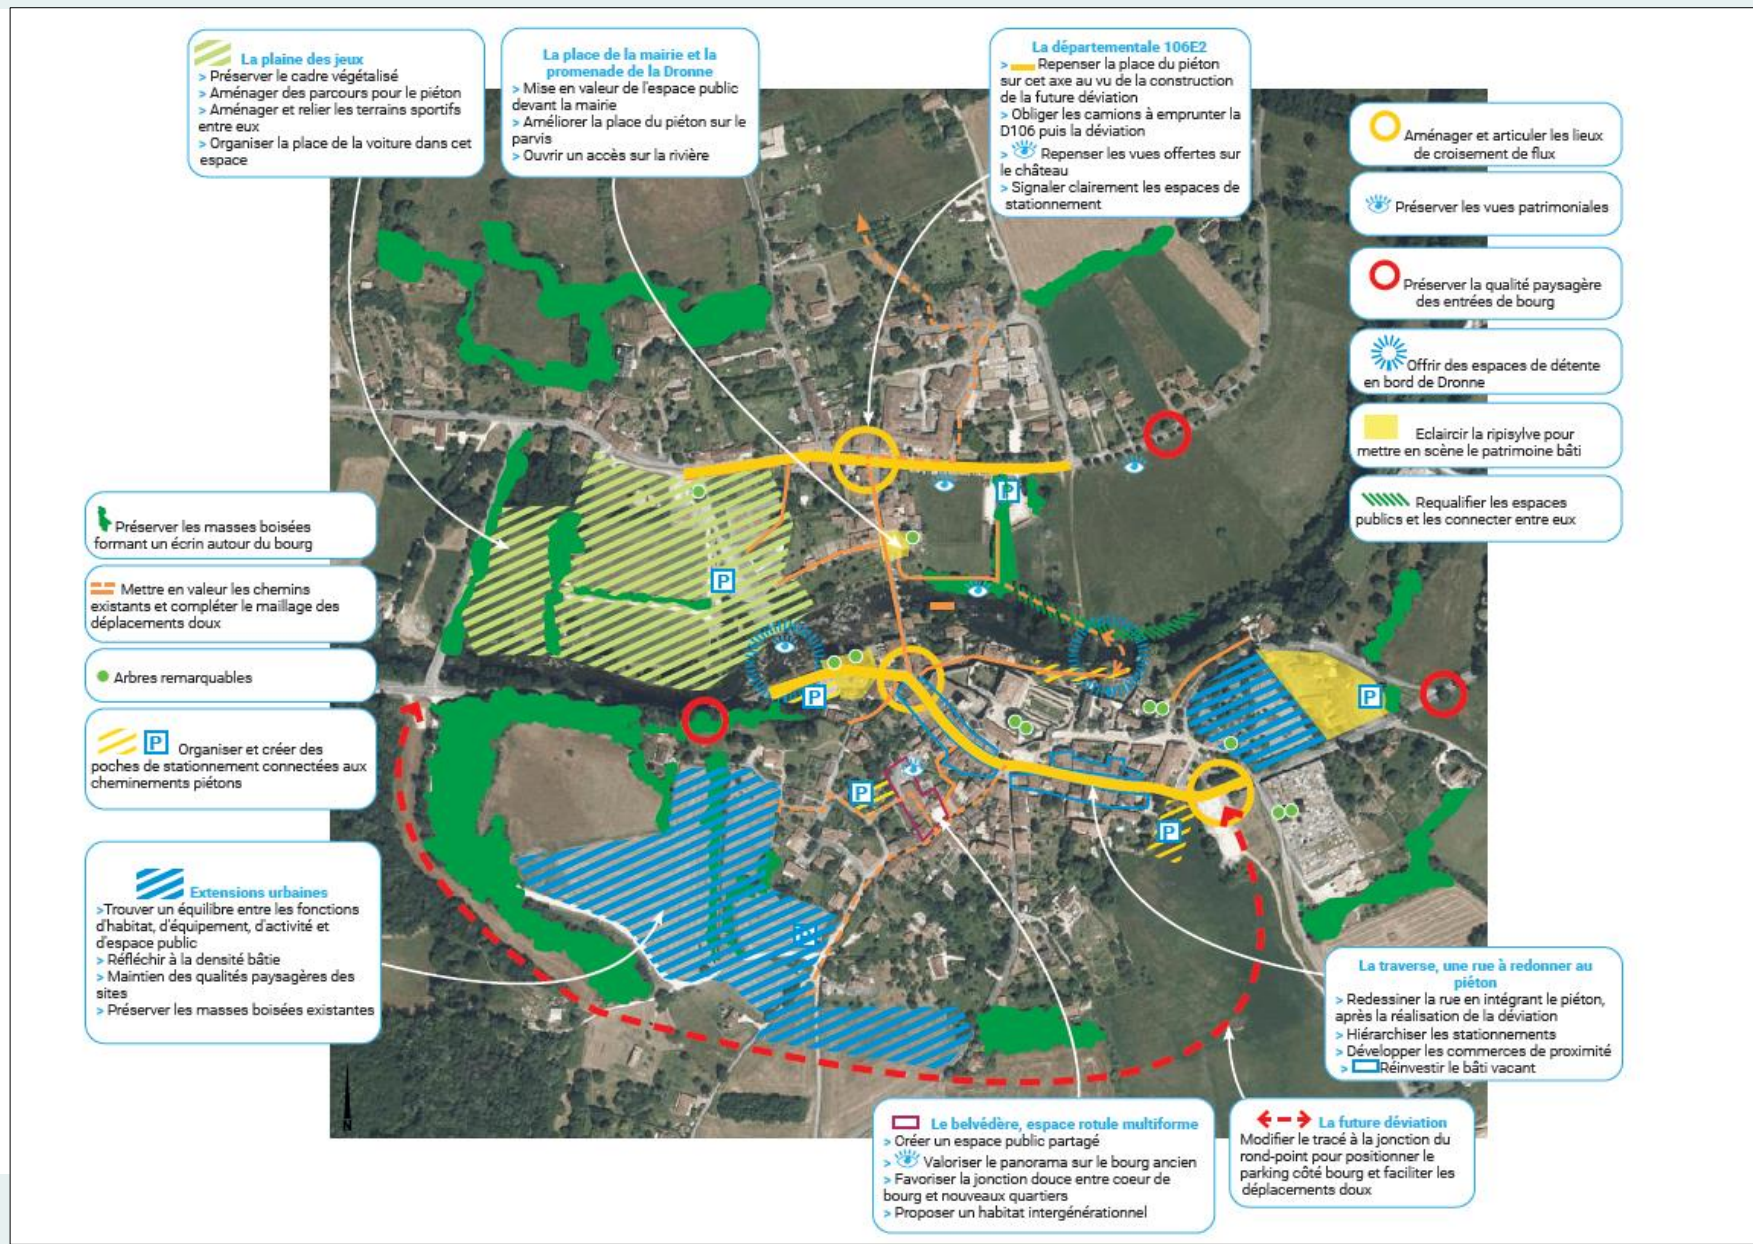 La plaine des jeux
> Préserver le cadre végétalisé
> Aménager des parcours pour le piéton
> Aménager et relier les terrains sportifs
entre eux
> Organiser la place de la voiture dans cet
espace
La place de la mairie et la
promenade de la Dronne
> Mise en valeur de l'espace public
devant la mairie
> Améliorer la place du piéton sur le
parvis
> Ouvrir un accès sur la rivière
La départementale 106E2
> Repenser la place du piéton
sur cet axe au vu de la construction
de la future déviation
> Obliger les camions à emprunter la
D106 puis la déviation
> Repenser les vues offertes sur
le château
> Signaler clairement les espaces de
stationnement
Aménager et articuler les lieux
de croisement de flux
Préserver les vues patrimoniales
Préserver la qualité paysagère
des entrées de bourg
Offrir des espaces de détente
en bord de Dronne
Eclaircir la ripisylve pour
mettre en scène le patrimoine bâti
Requalifier les espaces
publics et les connecter entre eux
Préserver les masses boisées
formant un écrin autour du bourg
Mettre en valeur les chemins
existants et compléter le maillage des
déplacements doux
Arbres remarquables
P Organiser et créer des
poches de stationnement connectées aux
cheminements piétons
Extensions urbaines
>Trouver un équilibre entre les fonctions
d'habitat, d'équipement, d'activité et
d'espace public
> Réfléchir à la densité bâtie
> Maintien des qualités paysagères des
sites
> Préserver les masses boisées existantes
P
P
P
P
P
P
P
N
La traverse, une rue à redonner au
piéton
> Redessiner la rue en intégrant le piéton,
après la réalisation de la déviation
> Hiérarchiser les stationnements
> Développer les commerces de proximité
> Réinvestir le bâti vacant
Le belvédère, espace rotule multiforme
> Créer un espace public partagé
> Valoriser le panorama sur le bourg ancien
> Favoriser la jonction douce entre coeur de
bourg et nouveaux quartiers
> Proposer un habitat intergénérationnel
La future déviation
Modifier le tracé à la jonction du
rond-point pour positionner le
parking côté bourg et faciliter les
déplacements doux